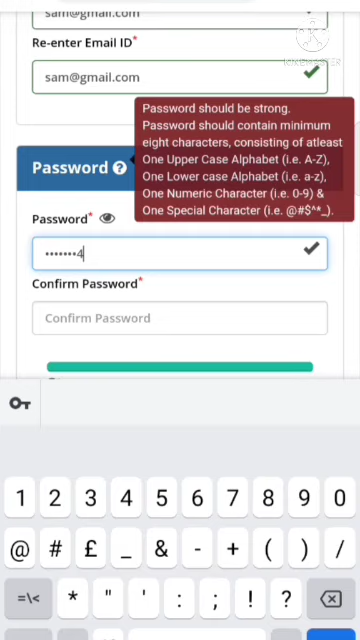 sam@gmail.com
Re-enter Email ID*
sam@gmail.com
KINEMASTER
Password should be strong.
Password should contain minimum
eight characters, consisting of atleast
One Upper Case Alphabet (i.e. A-Z),
One Lower case Alphabet (i.e. a-z),
One Numeric Character (i.e. 0-9) &
One Special Character (i.e. @#$^*_).
Password ?
Password*
•••••••4
Confirm Password*
Confirm Password
1 2 3 4 5 6 7 8 9 0
@ # £ _ & - + ( ) /
=\< * " ' : ; ! ?